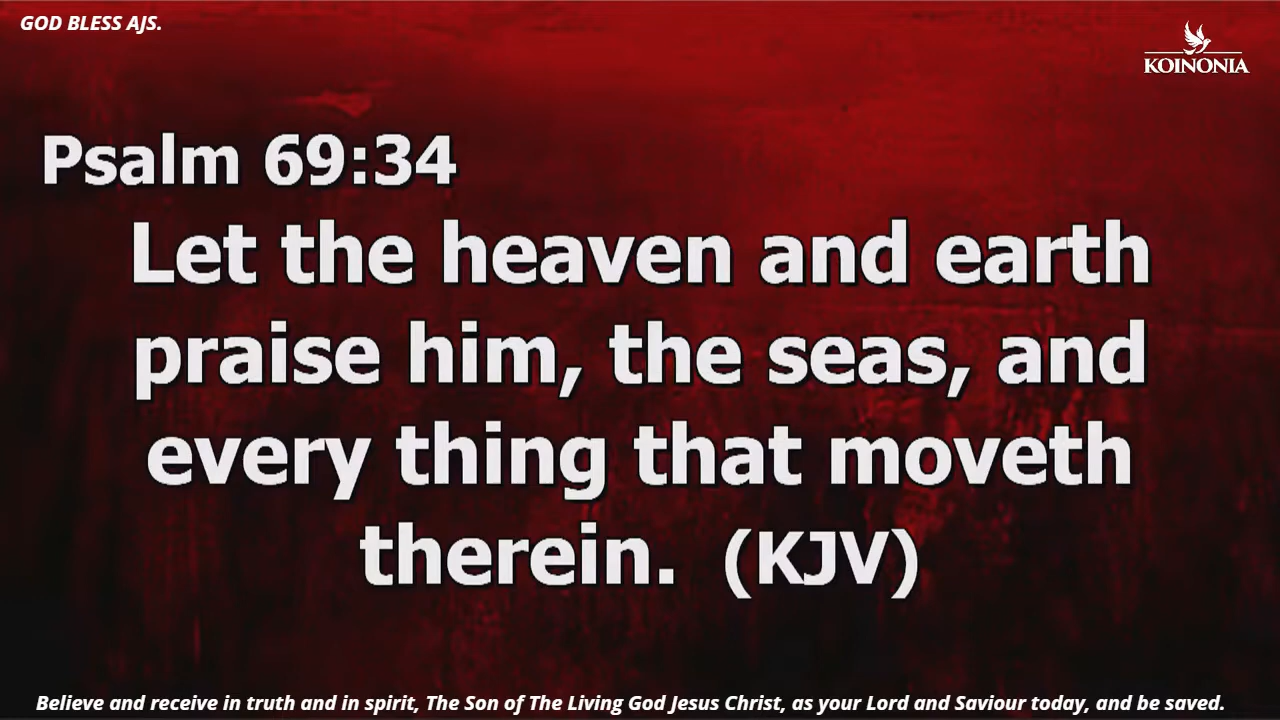 GOD BLESS AJS.
KOINONIA
Psalm 69:34
Let the heaven and earth
praise him, the seas, and
every thing that moveth
therein. (KJV)
Believe and receive in truth and in spirit, The Son of The Living God Jesus Christ, as your Lord and Saviour today, and be saved.